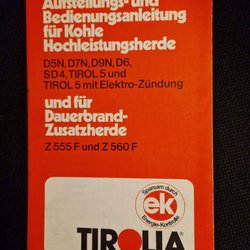 Aufstellungs- und
Bedienungsanleitung
für Kohle
Hochleistungsherde
D5N, D7N, D9N, D6,
SD4, TIROL 5 und
TIROL 5 mit Elektro-Zündung
und für
Dauerbrand-
Zusatzherde
Z 555 F und Z 560 F
Sparsam durch
ek
Energie-Kontrolle
TIROLIA®